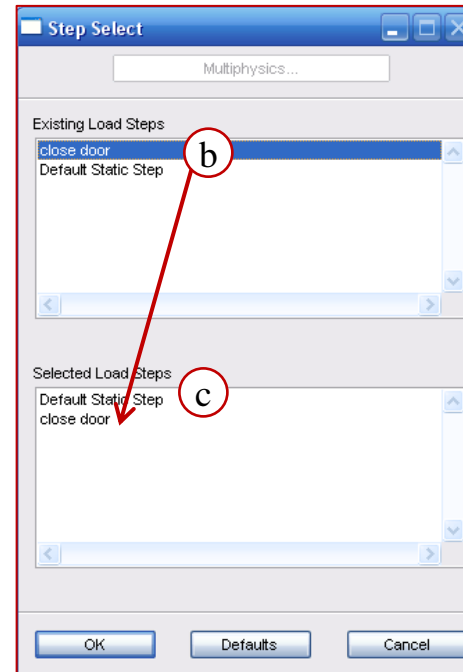 Step Select
Multiphysics...
Existing Load Steps
close door
b
Default Static Step
Selected Load Steps
Default Static Step
c
close door
OK
Defaults
Cancel